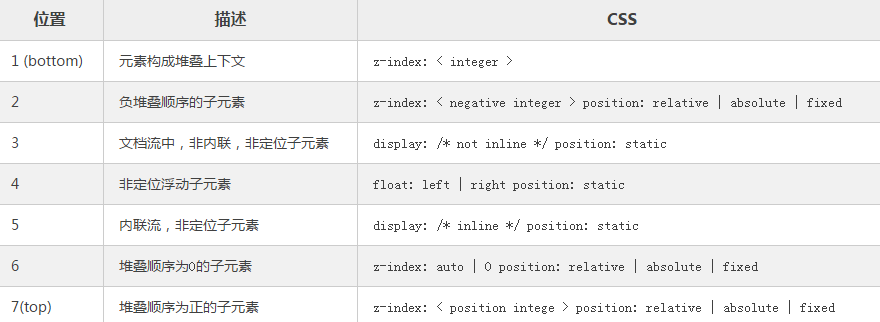 位置 描述 CSS
1 (bottom) 元素构成堆叠上下文 z-index: < integer >
2 负堆叠顺序的子元素 z-index: < negative integer > position: relative | absolute | fixed
3 文档流中，非内联，非定位子元素 display: /* not inline */ position: static
4 非定位浮动子元素 float: left | right position: static
5 内联流，非定位子元素 display: /* inline */ position: static
6 堆叠顺序为0的子元素 z-index: auto | 0 position: relative | absolute | fixed
7(top) 堆叠顺序为正的子元素 z-index: < position intege > position: relative | absolute | fixed